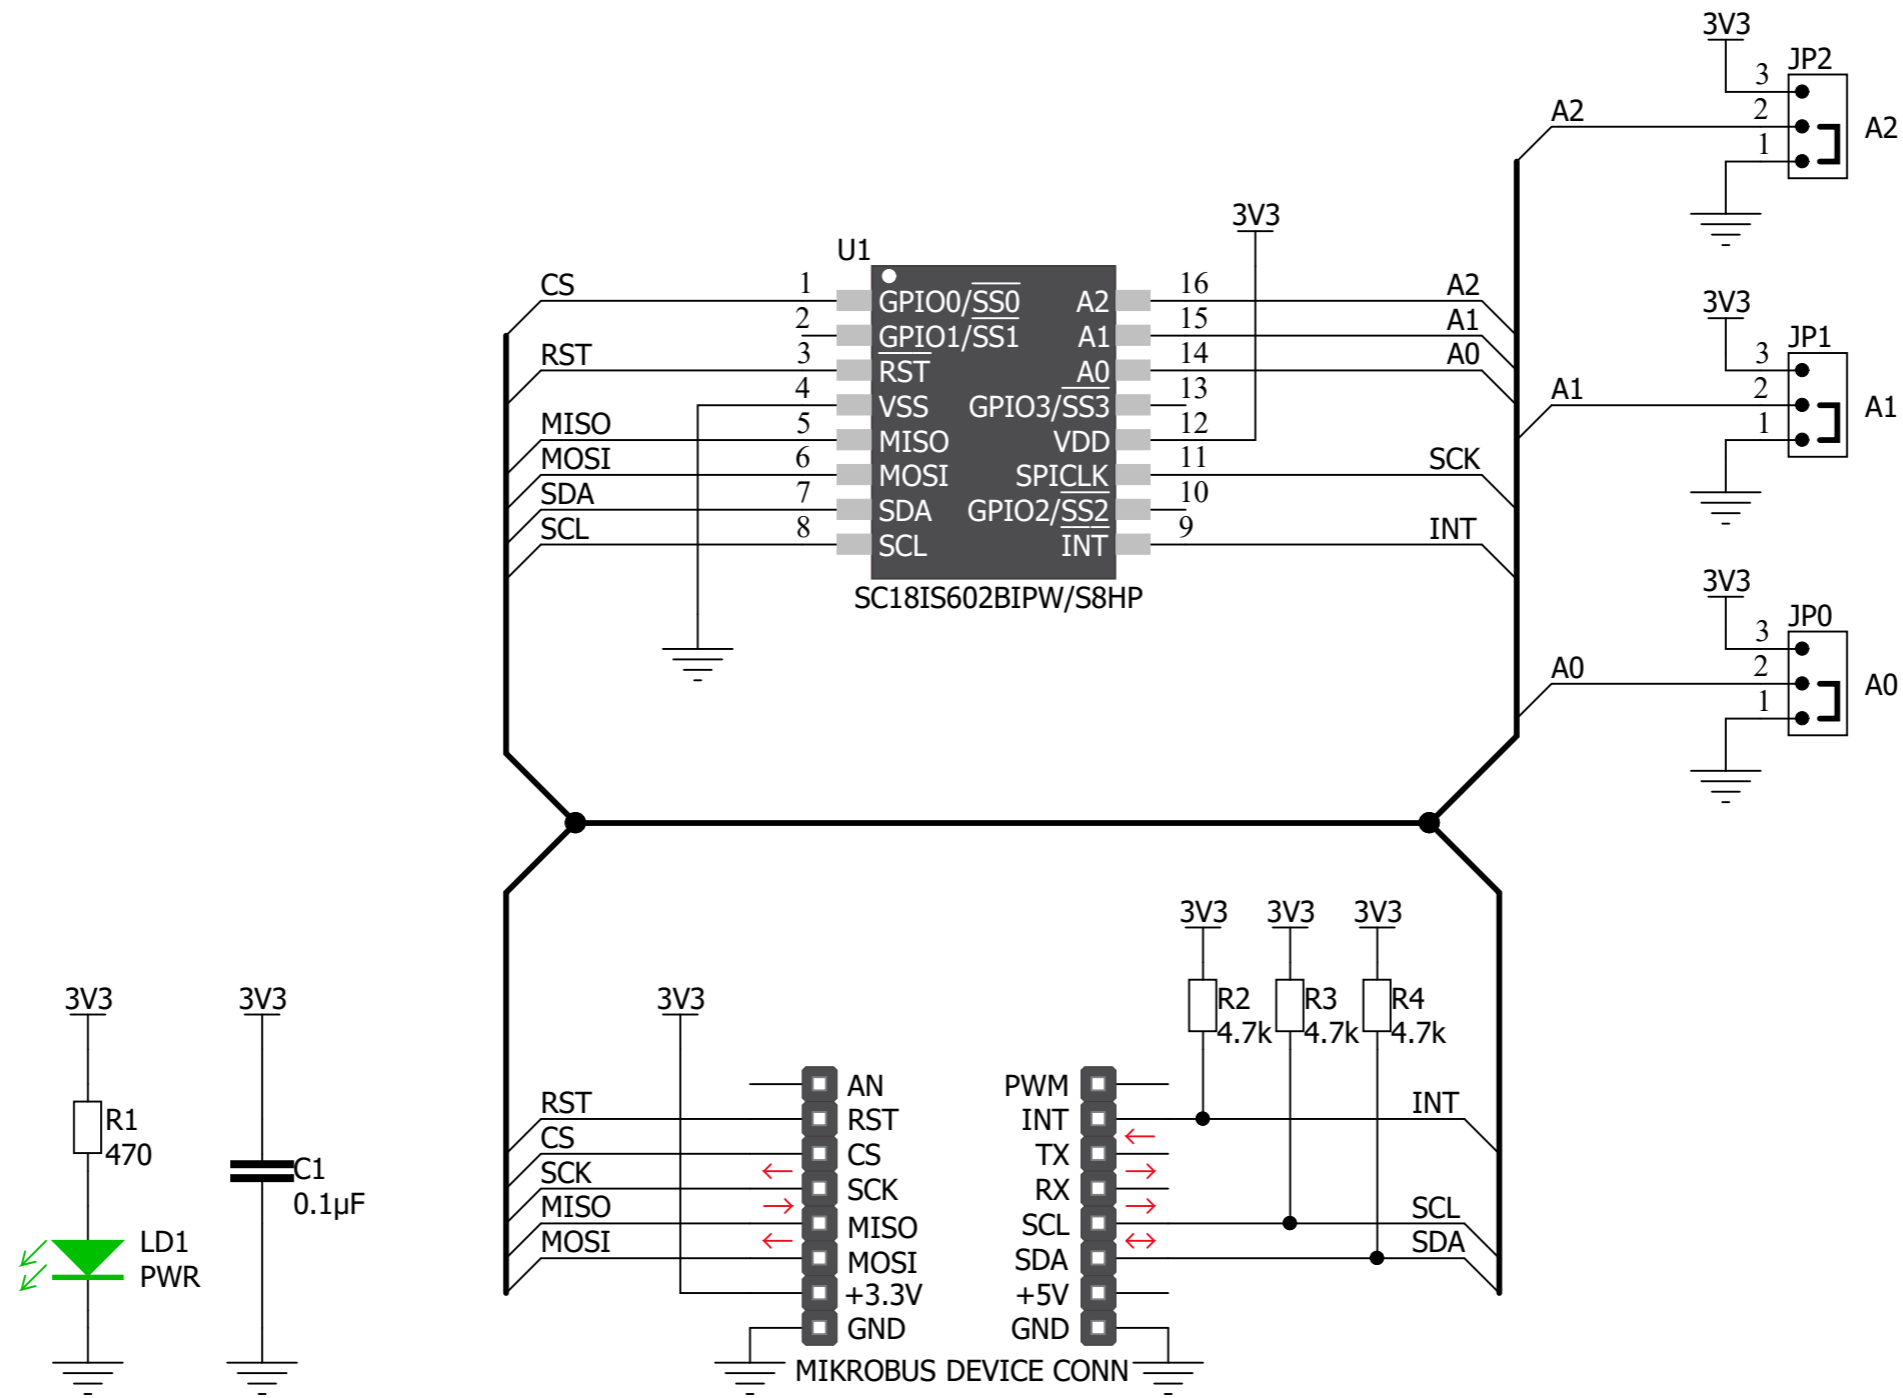 3V3
JP2
3
2
1
A2
A2
3V3
JP1
3
2
1
A1
A1
3V3
JP0
3
2
1
A0
A0
3V3
U1
CS
1
GPIO0/SS0
A2
16
A2
2
GPIO1/SS1
A1
15
A1
RST
3
RST
A0
14
A0
4
VSS
GPIO3/SS3
13
MISO
5
MISO
VDD
12
MOSI
6
MOSI
SPICLK
11
SCK
SDA
7
SDA
GPIO2/SS2
10
SCL
8
SCL
INT
9
INT
SC18IS602BIPW/S8HP
3V3
R1
470
LD1
PWR
3V3
C1
0.1µF
3V3
3V3
3V3
3V3
R2
4.7k
R3
4.7k
R4
4.7k
AN
PWM
RST
RST
INT
INT
CS
CS
TX
SCK
SCK
RX
MISO
MISO
SCL
SCL
MOSI
MOSI
SDA
SDA
+3.3V
+5V
GND
GND
MIKROBUS DEVICE CONN